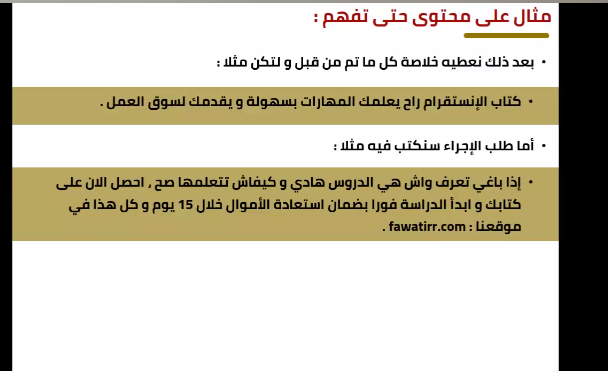 مثال على محتوى حتى تفهم :
• بعد ذلك نعطيه خلاصة كل ما تم من قبل و لتكن مثلا :
• كتاب الإنستقرام راح يعلمك المهارات بسهولة و يقدمك لسوق العمل .
• أما طلب الإجراء سنكتب فيه مثلا :
• إذا باغي تعرف واش هي الدروس هادي و كيفاش تتعلمها صح , احصل الان على
كتابك و ابدأ الدراسة فورا بضمان استعادة الأموال خلال 15 يوم و كل هذا في
موقعنا : fawatirr.com .